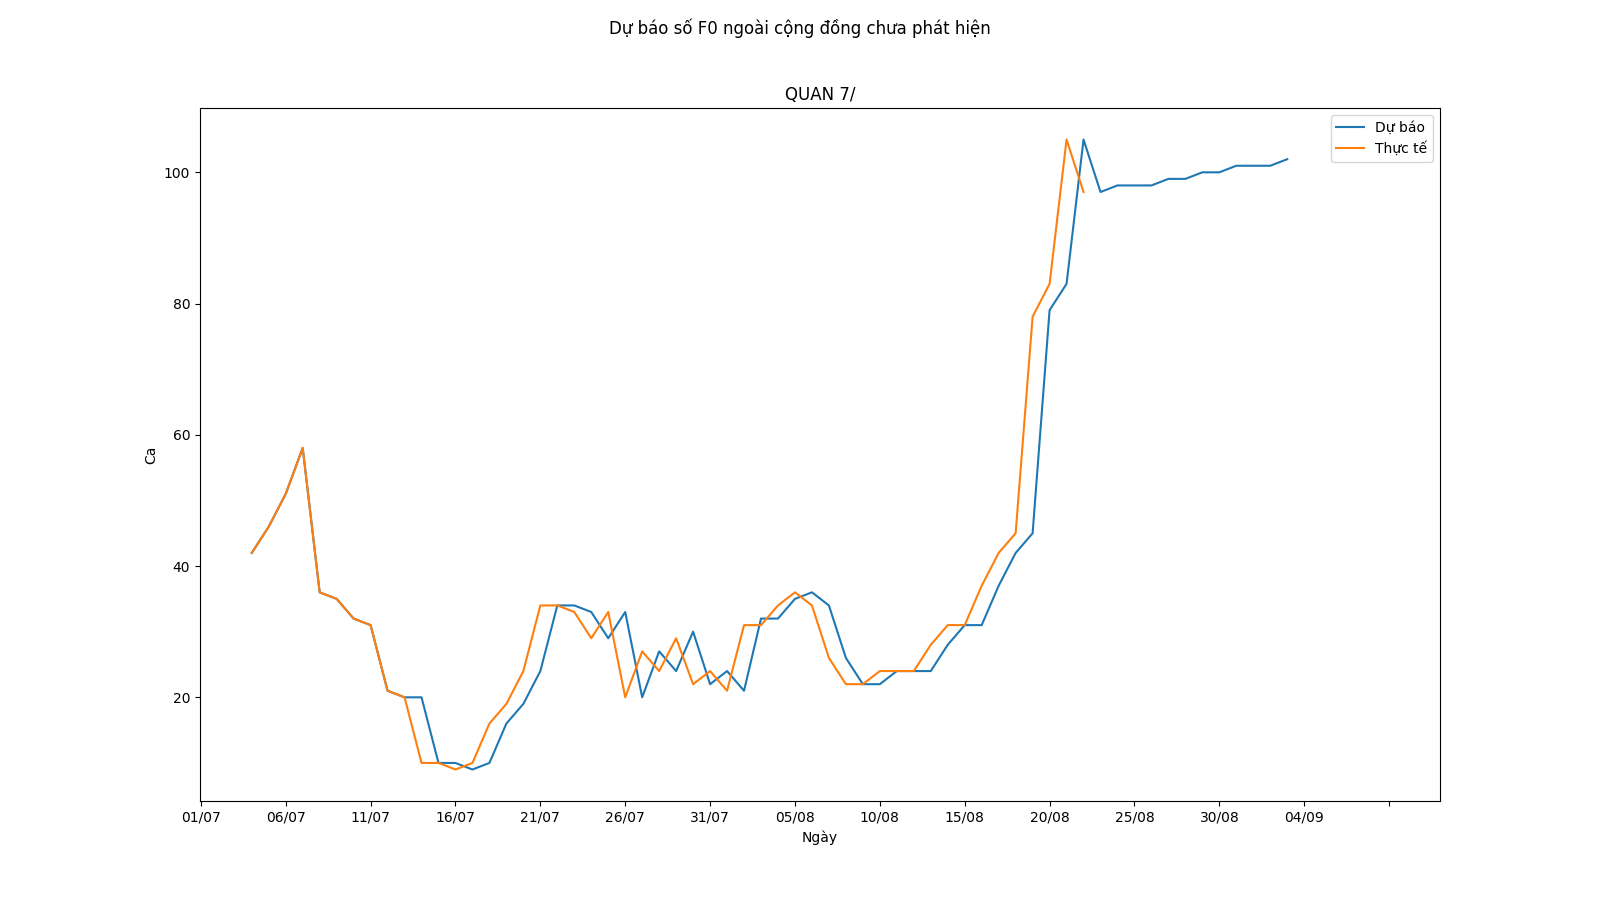 Dự báo số F0 ngoài cộng đồng chưa phát hiện
QUAN 7/
Dự báo
Thực tế
100
80
60
40
20
Ca
01/07 06/07 11/07 16/07 21/07 26/07 31/07 05/08 10/08 15/08 20/08 25/08 30/08 04/09
Ngày